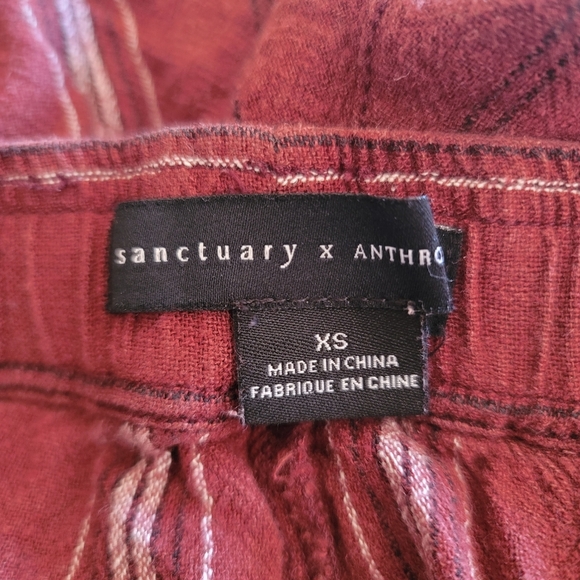 sanctuary x ANTHRO
XS
MADE IN CHINA
FABRIQUE EN CHINE